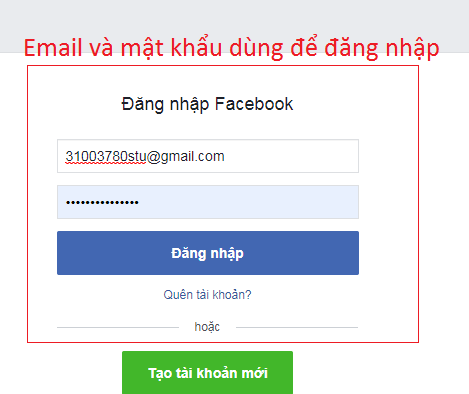 Email và mật khẩu dùng để đăng nhập
Đăng nhập Facebook
31003780stu@gmail.com
•••••••••••••••
Đăng nhập
Quên tài khoản?
hoặc
Tạo tài khoản mới